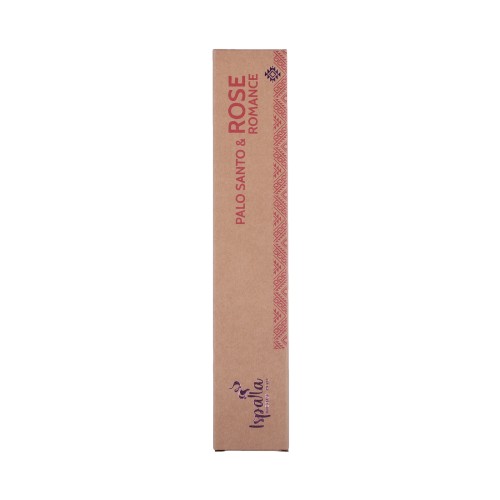 PALO SANTO & ROSE
ROMANCE
Ispalla